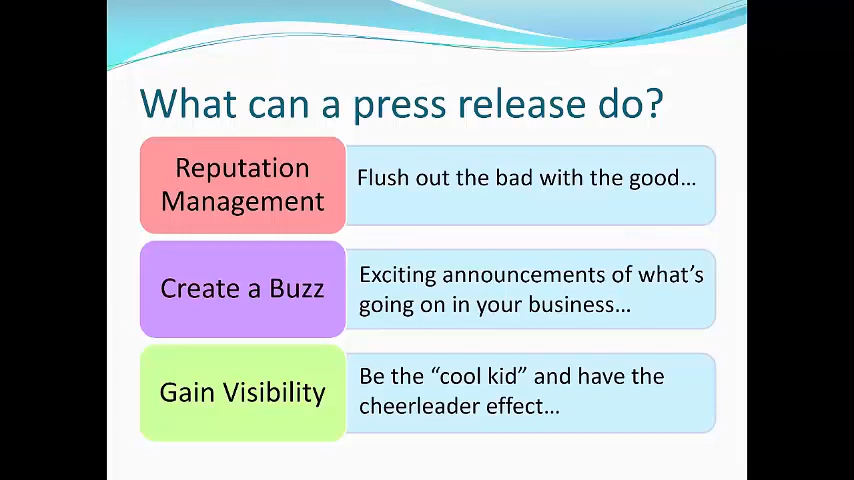 What can a press release do?
Reputation
Management
Flush out the bad with the good…
Create a Buzz
Exciting announcements of what’s
going on in your business…
Gain Visibility
Be the “cool kid” and have the
cheerleader effect…